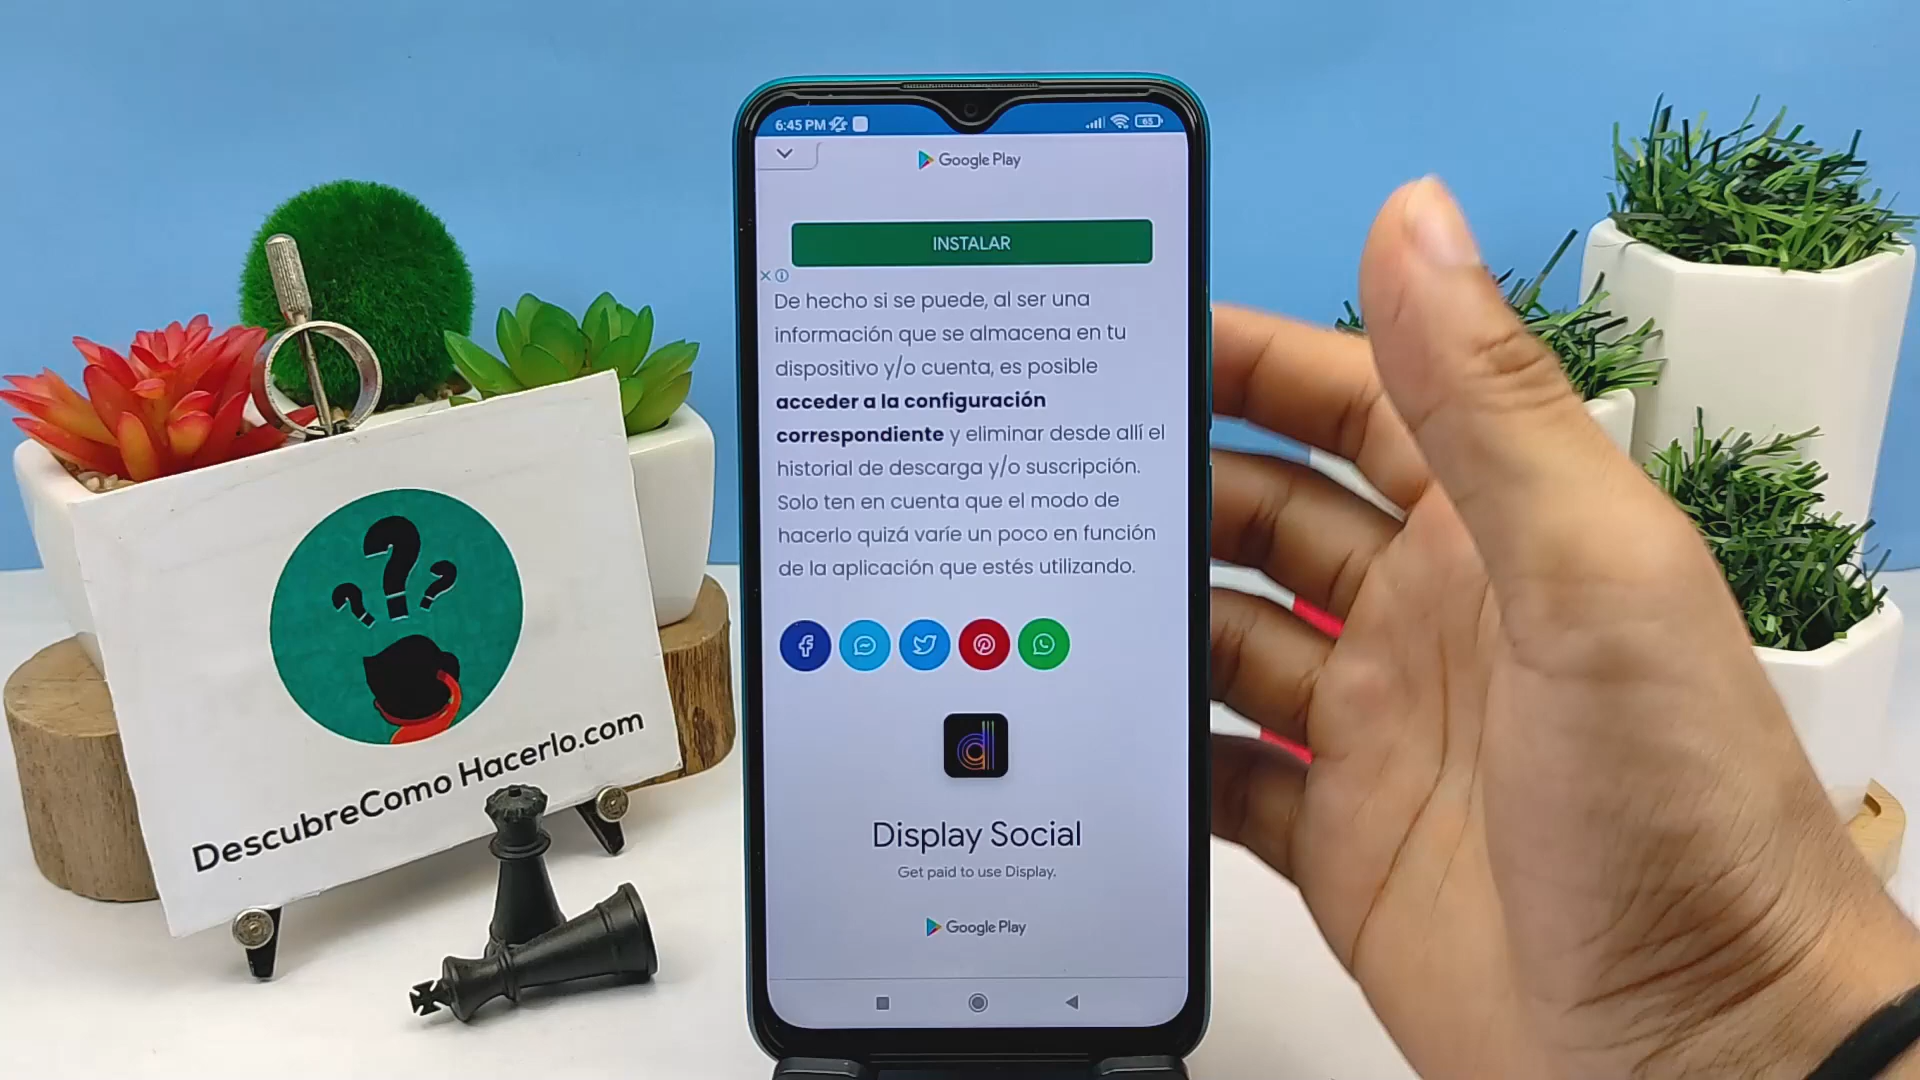 6:45 PM
65
Google Play
INSTALAR
De hecho si se puede, al ser una
información que se almacena en tu
dispositivo y/o cuenta, es posible
acceder a la configuración
correspondiente y eliminar desde allí el
historial de descarga y/o suscripción.
Solo ten en cuenta que el modo de
hacerlo quizá varíe un poco en función
de la aplicación que estés utilizando.
Display Social
Get paid to use Display.
Google Play
???
DescubreComo Hacerlo.com